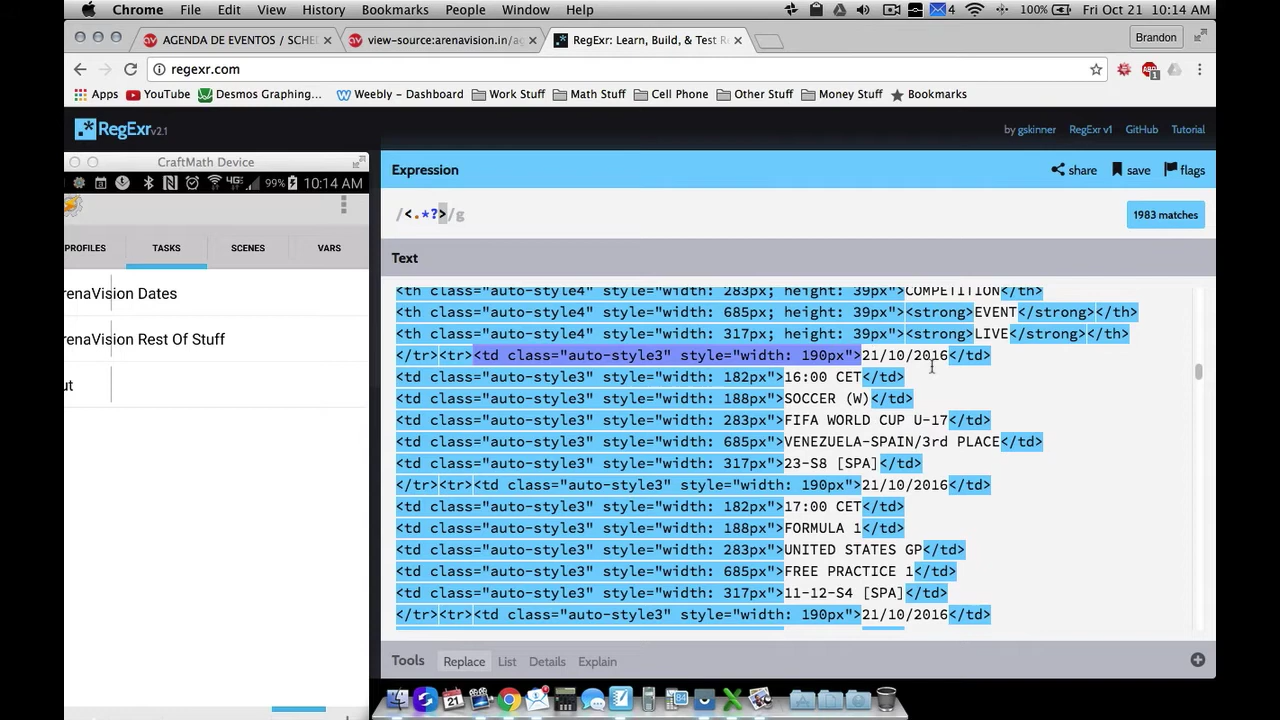 Chrome File Edit View History Bookmarks People Window Help 4 100% Fri Oct 21 10:14 AM
AGENDA DE EVENTOS / SCHE × view-source:arenavision.in/ag × RegExr: Learn, Build, & Test Re × Brandon
regexr.com
Apps YouTube Desmos Graphing... Weebly - Dashboard Work Stuff Math Stuff Cell Phone Other Stuff Money Stuff Bookmarks
RegExr v2.1
by gskinner RegExr v1 GitHub Tutorial
CraftMath Device
4G 99% 10:14 AM
PROFILES TASKS SCENES VARS
renaVision Dates
renaVision Rest Of Stuff
ut
Expression share save flags
/<.*?>/g 1983 matches
Text
<th class="auto-style4" style="width: 283px; height: 39px">COMPETITION</th>
<th class="auto-style4" style="width: 685px; height: 39px"><strong>EVENT</strong></th>
<th class="auto-style4" style="width: 317px; height: 39px"><strong>LIVE</strong></th>
</tr><tr><td class="auto-style3" style="width: 190px">21/10/2016</td>
<td class="auto-style3" style="width: 182px">16:00 CET</td>
<td class="auto-style3" style="width: 188px">SOCCER (W)</td>
<td class="auto-style3" style="width: 283px">FIFA WORLD CUP U-17</td>
<td class="auto-style3" style="width: 685px">VENEZUELA-SPAIN/3rd PLACE</td>
<td class="auto-style3" style="width: 317px">23-S8 [SPA]</td>
</tr><tr><td class="auto-style3" style="width: 190px">21/10/2016</td>
<td class="auto-style3" style="width: 182px">17:00 CET</td>
<td class="auto-style3" style="width: 188px">FORMULA 1</td>
<td class="auto-style3" style="width: 283px">UNITED STATES GP</td>
<td class="auto-style3" style="width: 685px">FREE PRACTICE 1</td>
<td class="auto-style3" style="width: 317px">11-12-S4 [SPA]</td>
</tr><tr><td class="auto-style3" style="width: 190px">21/10/2016</td>
Tools Replace List Details Explain